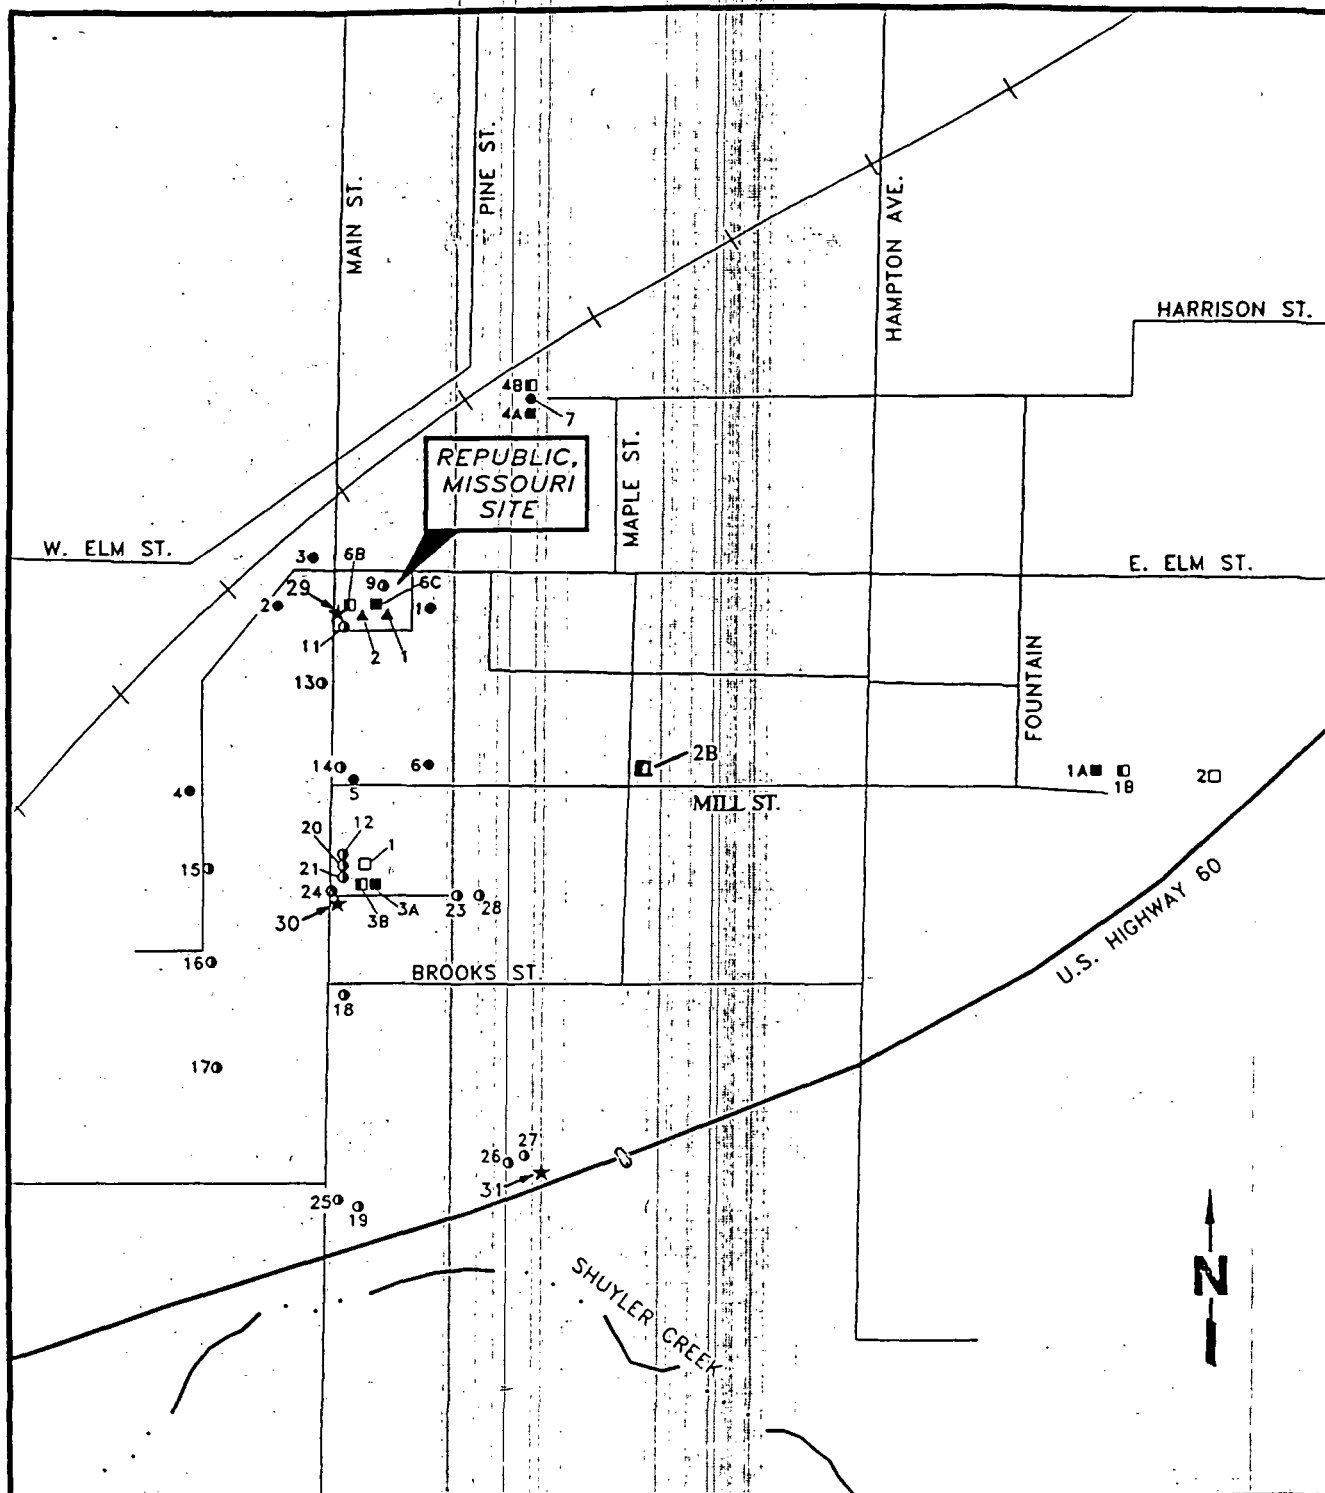 MAIN ST.
PINE ST.
HAMPTON AVE.
HARRISON ST.
4B
4A
7
REPUBLIC,
MISSOURI
SITE
MAPLE ST.
W. ELM ST.
E. ELM ST.
3
6B
9
6C
29
2
1
11
2
1
13
FOUNTAIN
14
6
5
2B
1A
1B
2
4
MILL ST.
20
12
1
21
15
24
3B
3A
23
28
30
U.S. HIGHWAY 60
16
BROOKS ST.
18
17
27
26
31
25
19
SHUYLER CREEK
N